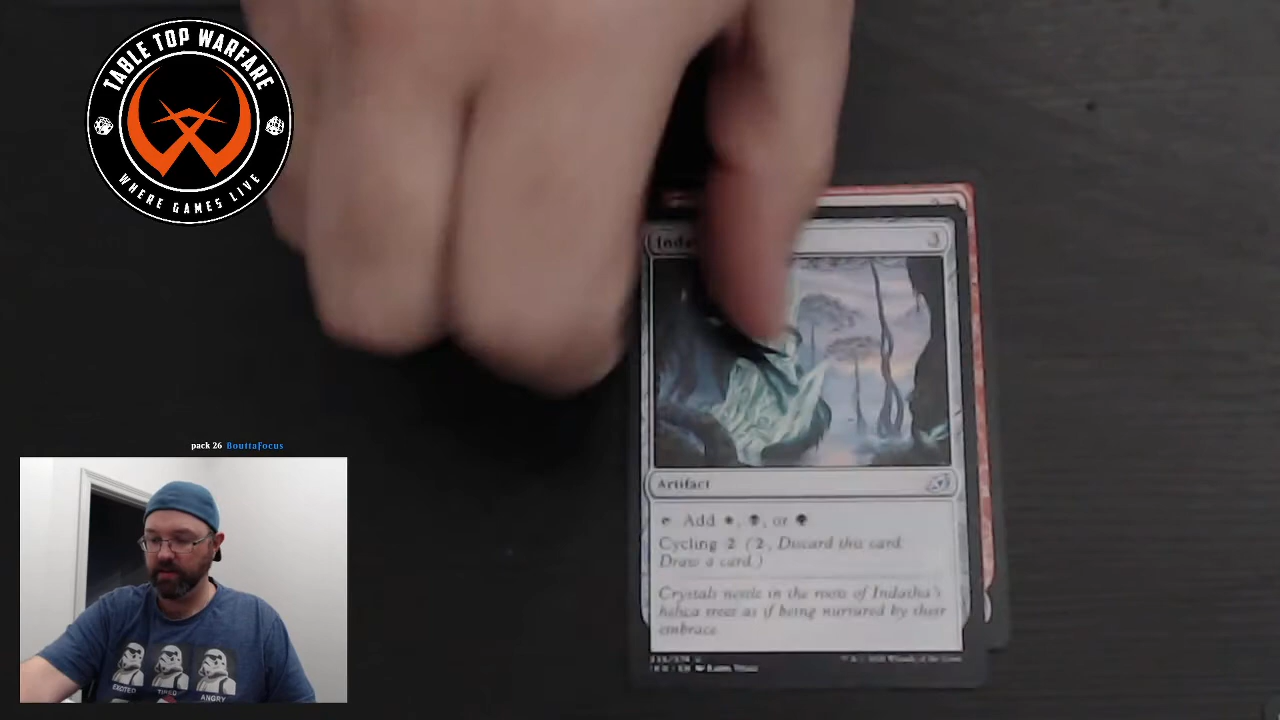 TABLE TOP WARFARE
WHERE GAMES LIVE
3
Artifact
Add , , or
Cycling 2 (2, Discard this card.
Draw a card.)
Crystals nestle in the roots of Indatha's
helica trees as if being nurtured by their
embrace.
pack 26 BouttaFocus
EXCITED TIRED ANGRY